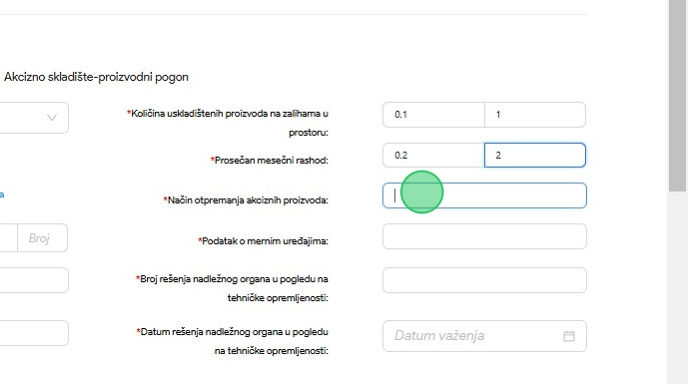 Akcizno skladište-proizvodni pogon
*Količina uskladištenih proizvoda na zalihama u
prostoru:
0.1
1
*Prosečan mesečni rashod:
0.2
2
a
*Način otpremanja akciznih proizvoda:
Broj
*Podatak o mernim uređajima:
*Broj rešenja nadležnog organa u pogledu na
tehničke opremljenosti:
*Datum rešenja nadležnog organa u pogledu
na tehničke opremljenosti:
Datum važenja